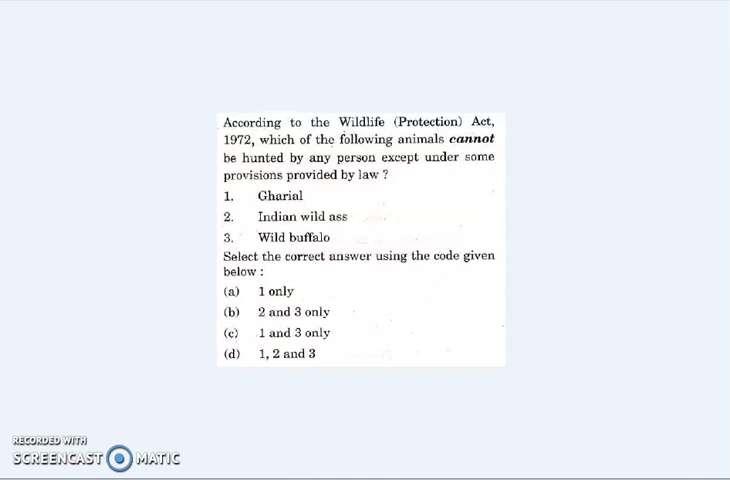 According to the Wildlife (Protection) Act,
1972, which of the following animals cannot
be hunted by any person except under some
provisions provided by law ?
1. Gharial
2. Indian wild ass
3. Wild buffalo
Select the correct answer using the code given
below :
(a) 1 only
(b) 2 and 3 only
(c) 1 and 3 only
(d) 1, 2 and 3
RECORDED WITH
SCREENCAST MATIC